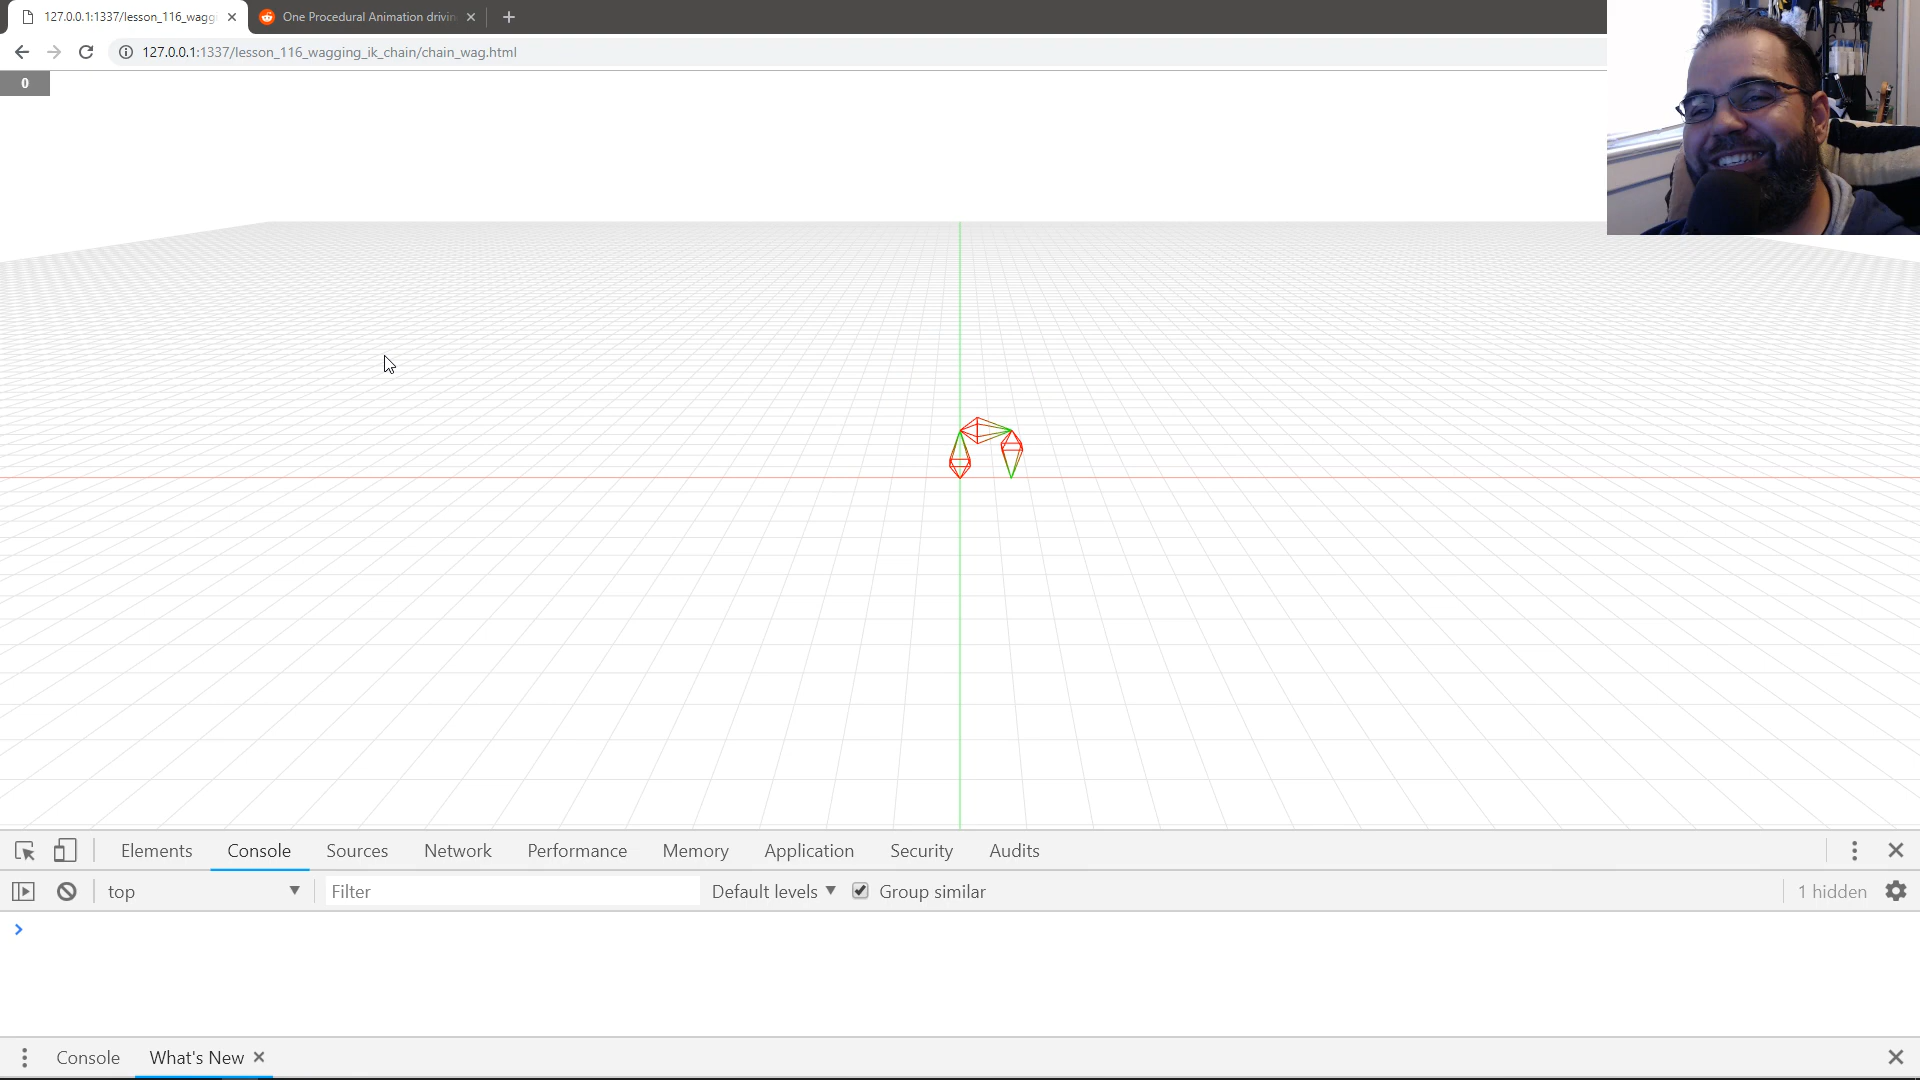 127.0.0.1:1337/lesson_116_wagg
One Procedural Animation drivin
127.0.0.1:1337/lesson_116_wagging_ik_chain/chain_wag.html
0
Elements Console Sources Network Performance Memory Application Security Audits
top Filter Default levels Group similar 1 hidden
Console What's New